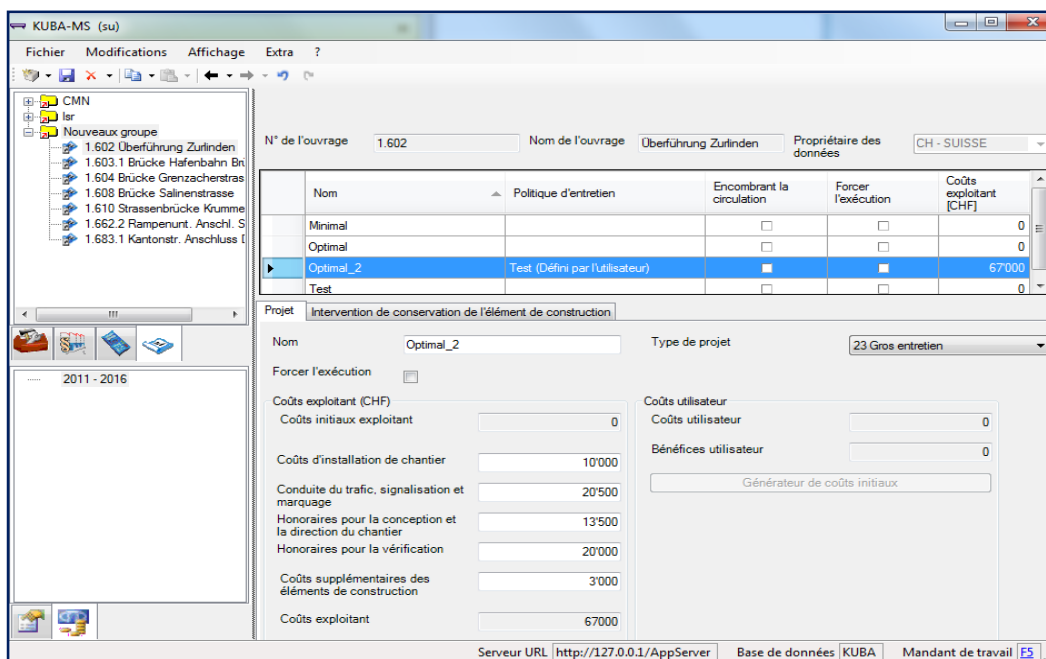 KUBA-MS (su)
Fichier Modifications Affichage Extra ?
CMN
Isr
Nouveaux groupe
1.602 Überführung Zurlinden
1.603.1 Brücke Hafenbahn Brü
1.604 Brücke Grenzacherstras
1.608 Brücke Salinenstrasse
1.610 Strassenbrücke Krumme
1.662.2 Rampenunt. Anschl. S
1.683.1 Kantonstr. Anschluss D
2011 - 2016
N° de l'ouvrage 1.602 Nom de l'ouvrage Überführung Zurlinden Propriétaire des données CH - SUISSE
Nom Politique d'entretien Encombrant la circulation Forcer l'exécution Coûts exploitant [CHF]
Minimal 0
Optimal 0
Optimal_2 Test (Défini par l'utilisateur) 67'000
Test 0
Projet Intervention de conservation de l'élément de construction
Nom Optimal_2 Type de projet 23 Gros entretien
Forcer l'exécution
Coûts exploitant (CHF)
Coûts initiaux exploitant 0
Coûts d'installation de chantier 10'000
Conduite du trafic, signalisation et marquage 20'500
Honoraires pour la conception et la direction du chantier 13'500
Honoraires pour la vérification 20'000
Coûts supplémentaires des éléments de construction 3'000
Coûts exploitant 67000
Coûts utilisateur
Coûts utilisateur 0
Bénéfices utilisateur 0
Générateur de coûts initiaux
Serveur URL http://127.0.0.1/AppServer Base de données KUBA Mandant de travail F5